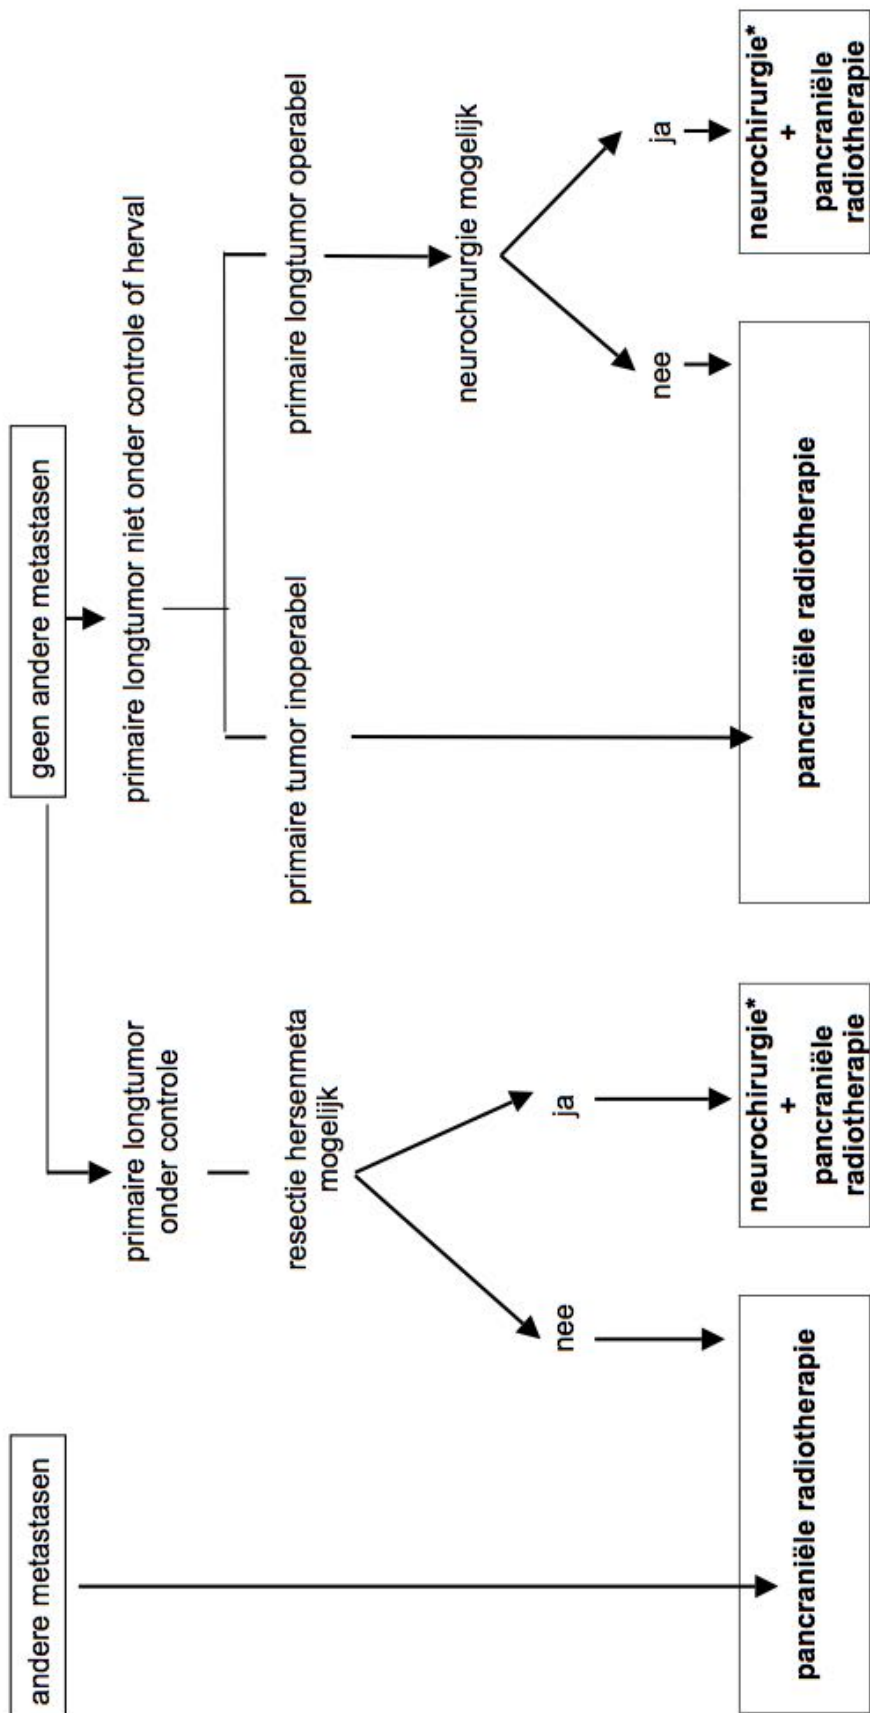 andere metastasen
geen andere metastasen
primaire longtumor
onder controle
primaire longtumor niet onder controle of herval
resectie hersenmeta
mogelijk
primaire tumor inoperabel
primaire longtumor operabel
neurochirurgie mogelijk
nee
ja
nee
ja
pancraniële radiotherapie
neurochirurgie*
+
pancraniële
radiotherapie
pancraniële radiotherapie
neurochirurgie*
+
pancraniële
radiotherapie